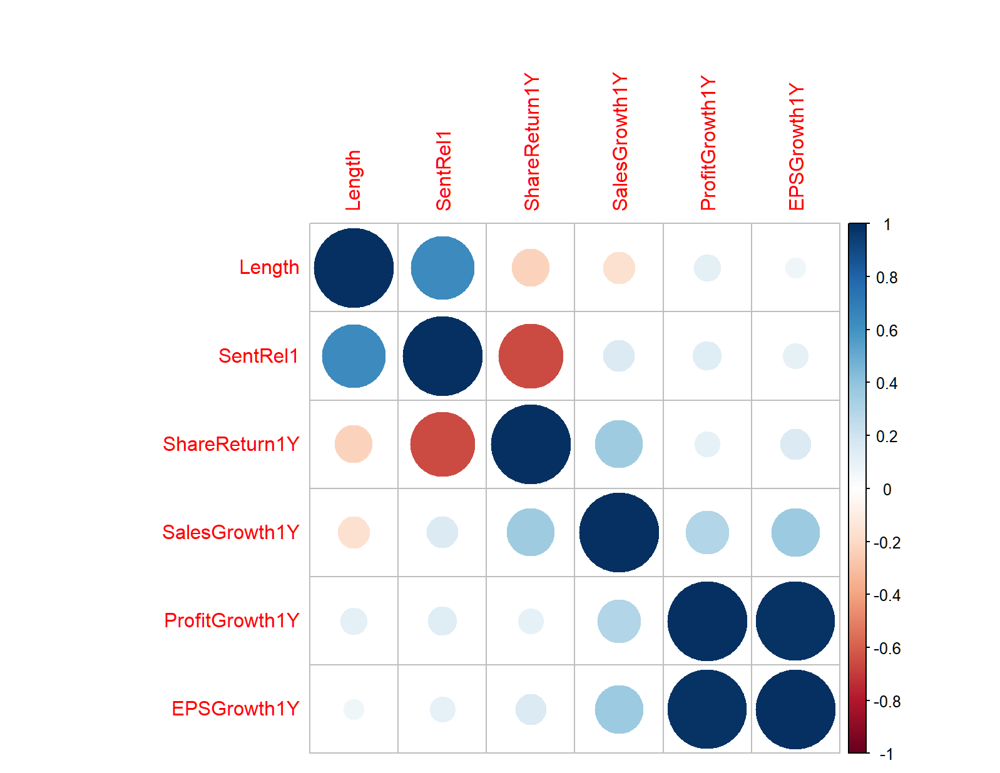 Length
SentRel1
ShareReturn1Y
SalesGrowth1Y
ProfitGrowth1Y
EPSGrowth1Y
Length
SentRel1
ShareReturn1Y
SalesGrowth1Y
ProfitGrowth1Y
EPSGrowth1Y
1
0.8
0.6
0.4
0.2
0
-0.2
-0.4
-0.6
-0.8
-1